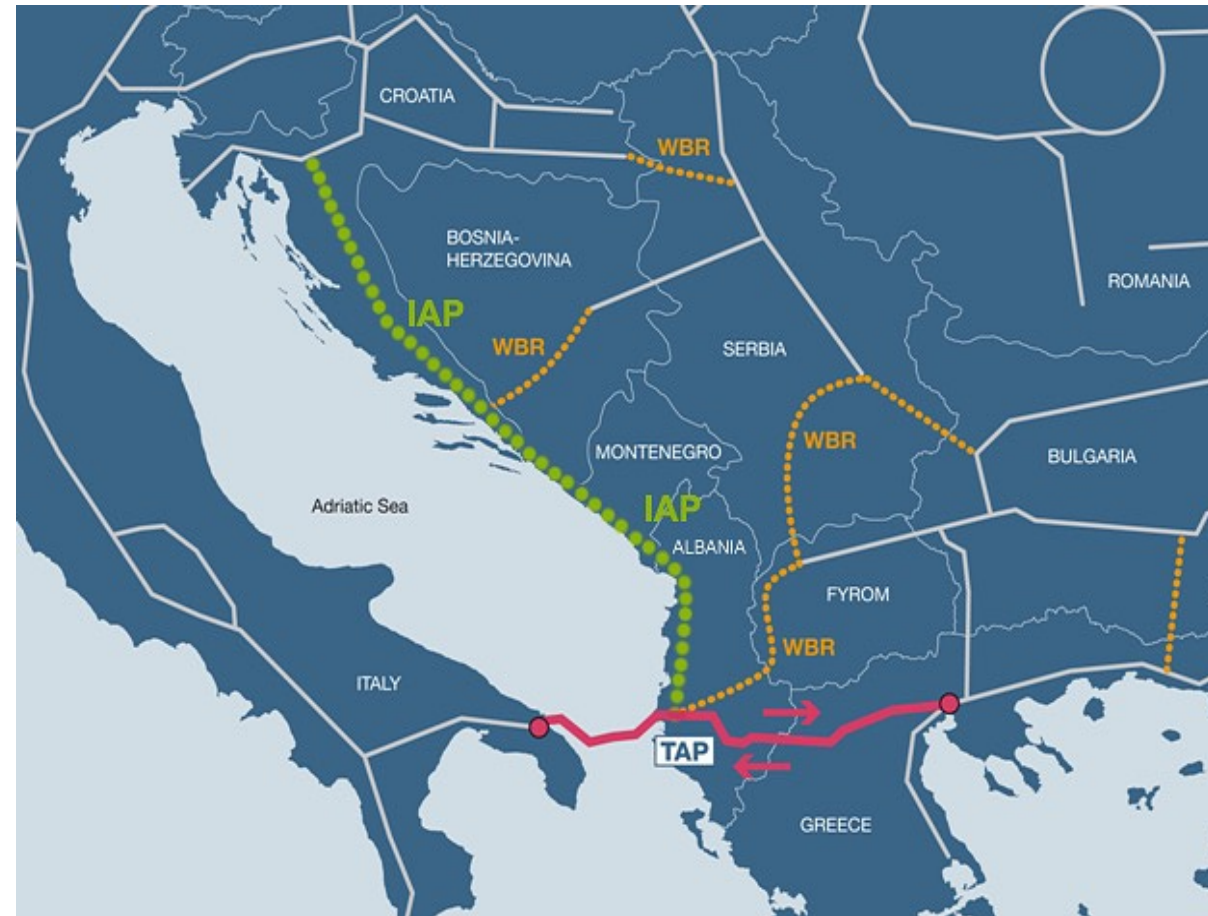 CROATIA
WBR
BOSNIA-
HERZEGOVINA
ROMANIA
IAP
WBR
SERBIA
WBR
MONTENEGRO
BULGARIA
Adriatic Sea
IAP
ALBANIA
FYROM
WBR
ITALY
TAP
GREECE